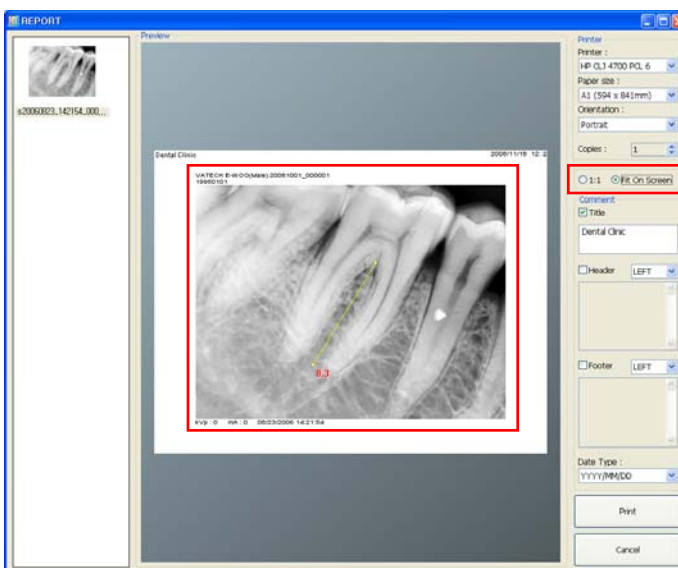 REPORT
Preview
s20060823_142154_000...
Dental Clinic
2006/11/16 12: 2
VATECH E-WOO(Male) 20061001_000001
19660101
8.3
kVp : 0 mA : 0 08/23/2006 14:21:54
Printer
Printer :
HP CLJ 4700 PCL 6
Paper size :
A1 (594 x 841mm)
Orientation :
Portrait
Copies :
1
1:1 Fit On Screen
Comment
Title
Dental Clinic
Header LEFT
Footer LEFT
Date Type :
YYYY/MM/DD
Print
Cancel